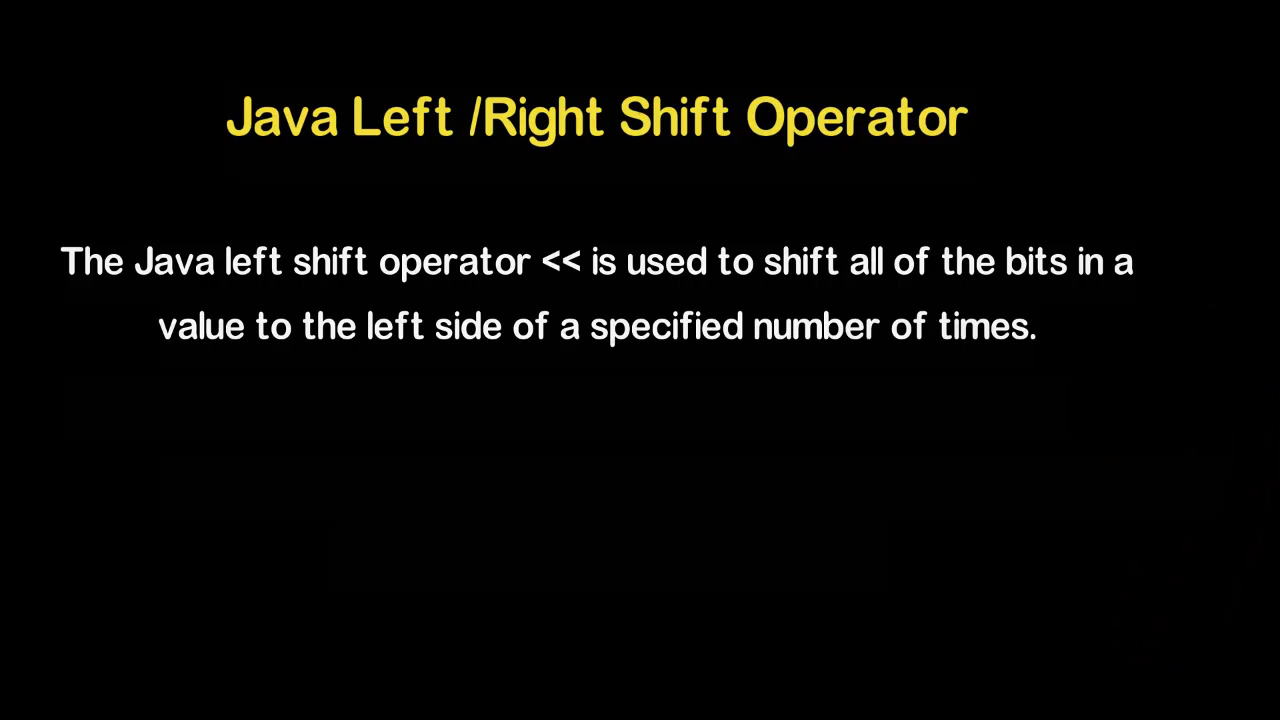 Java Left /Right Shift Operator
The Java left shift operator << is used to shift all of the bits in a
value to the left side of a specified number of times.